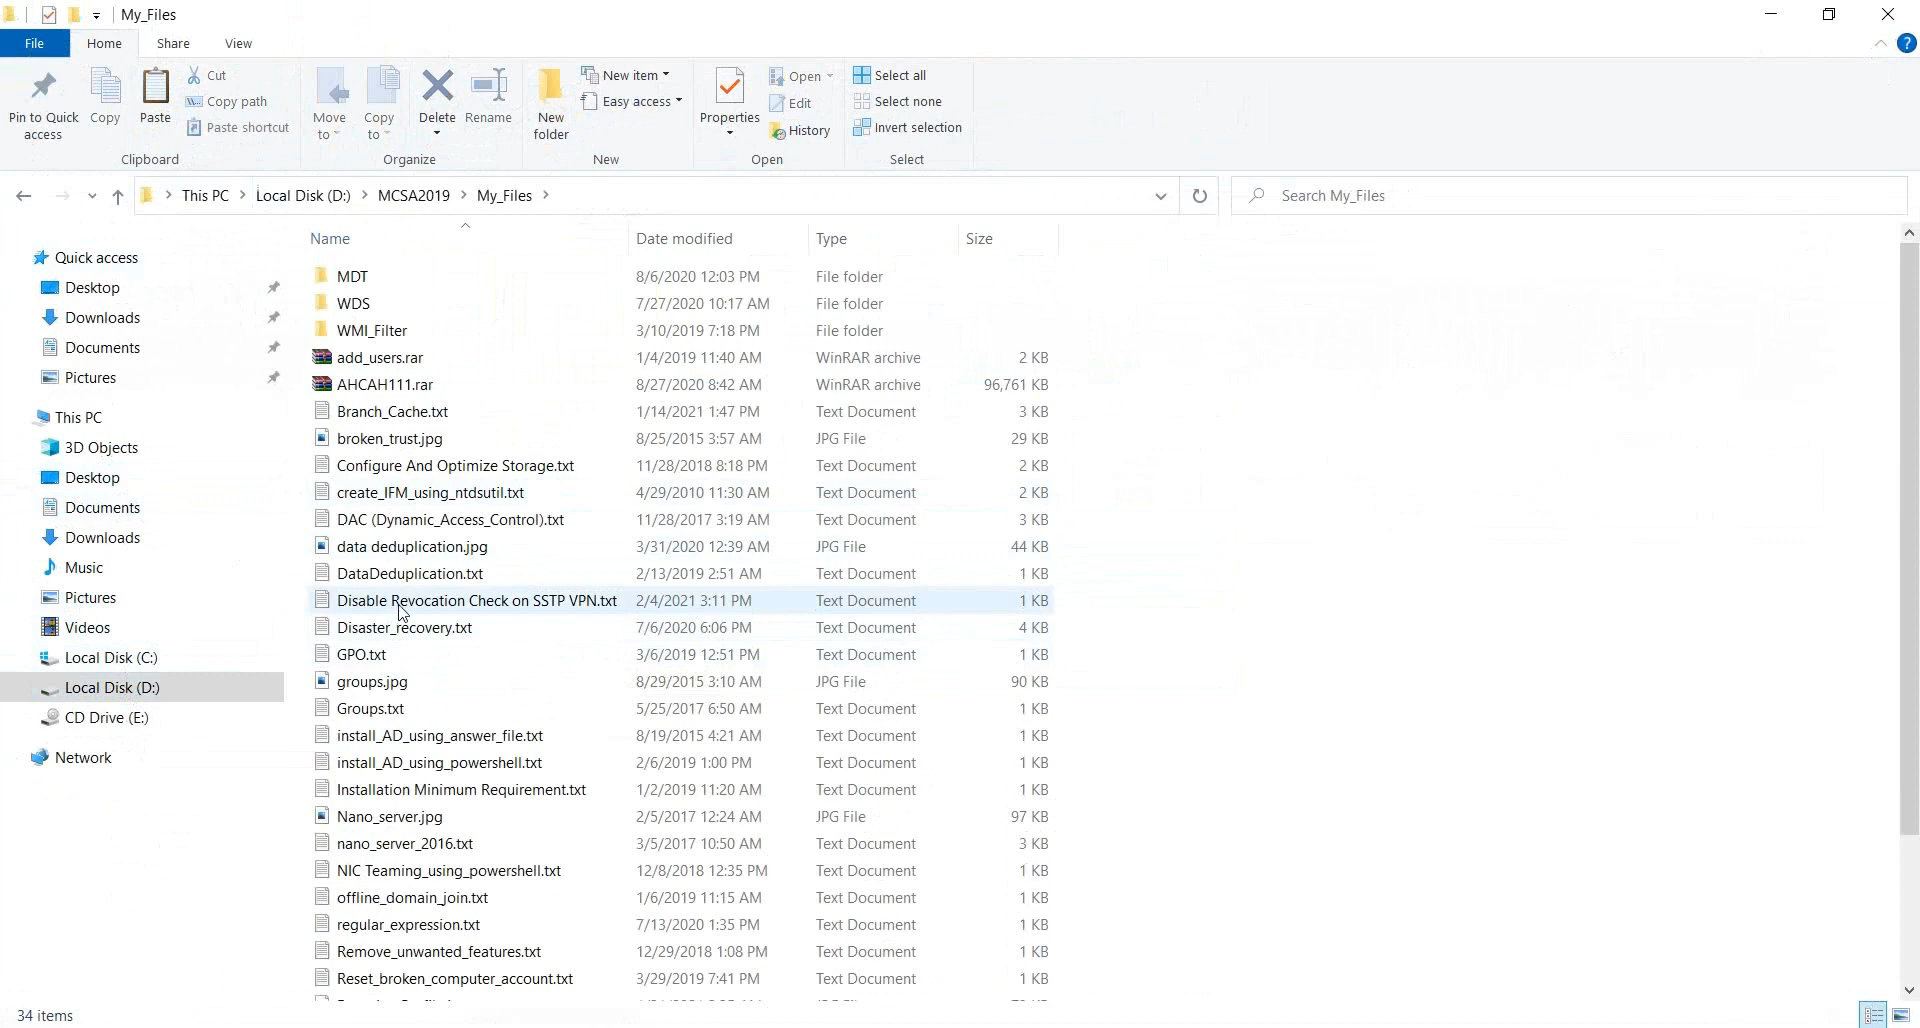 My_Files
File Home Share View
Pin to Quick access
Copy
Paste
Cut
Copy path
Paste shortcut
Clipboard
Move to
Copy to
Delete
Rename
Organize
New folder
New item
Easy access
New
Properties
Open
Edit
History
Open
Select all
Select none
Invert selection
Select
This PC > Local Disk (D:) > MCSA2019 > My_Files >
Search My_Files
Quick access
Desktop
Downloads
Documents
Pictures
This PC
3D Objects
Desktop
Documents
Downloads
Music
Pictures
Videos
Local Disk (C:)
Local Disk (D:)
CD Drive (E:)
Network
Name Date modified Type Size
MDT 8/6/2020 12:03 PM File folder
WDS 7/27/2020 10:17 AM File folder
WMI_Filter 3/10/2019 7:18 PM File folder
add_users.rar 1/4/2019 11:40 AM WinRAR archive 2 KB
AHCAH111.rar 8/27/2020 8:42 AM WinRAR archive 96,761 KB
Branch_Cache.txt 1/14/2021 1:47 PM Text Document 3 KB
broken_trust.jpg 8/25/2015 3:57 AM JPG File 29 KB
Configure And Optimize Storage.txt 11/28/2018 8:18 PM Text Document 2 KB
create_IFM_using_ntdsutil.txt 4/29/2010 11:30 AM Text Document 2 KB
DAC (Dynamic_Access_Control).txt 11/28/2017 3:19 AM Text Document 3 KB
data deduplication.jpg 3/31/2020 12:39 AM JPG File 44 KB
DataDeduplication.txt 2/13/2019 2:51 AM Text Document 1 KB
Disable Revocation Check on SSTP VPN.txt 2/4/2021 3:11 PM Text Document 1 KB
Disaster_recovery.txt 7/6/2020 6:06 PM Text Document 4 KB
GPO.txt 3/6/2019 12:51 PM Text Document 1 KB
groups.jpg 8/29/2015 3:10 AM JPG File 90 KB
Groups.txt 5/25/2017 6:50 AM Text Document 1 KB
install_AD_using_answer_file.txt 8/19/2015 4:21 AM Text Document 1 KB
install_AD_using_powershell.txt 2/6/2019 1:00 PM Text Document 1 KB
Installation Minimum Requirement.txt 1/2/2019 11:20 AM Text Document 1 KB
Nano_server.jpg 2/5/2017 12:24 AM JPG File 97 KB
nano_server_2016.txt 3/5/2017 10:50 AM Text Document 3 KB
NIC Teaming_using_powershell.txt 12/8/2018 12:35 PM Text Document 1 KB
offline_domain_join.txt 1/6/2019 11:15 AM Text Document 1 KB
regular_expression.txt 7/13/2020 1:35 PM Text Document 1 KB
Remove_unwanted_features.txt 12/29/2018 1:08 PM Text Document 1 KB
Reset_broken_computer_account.txt 3/29/2019 7:41 PM Text Document 1 KB
34 items